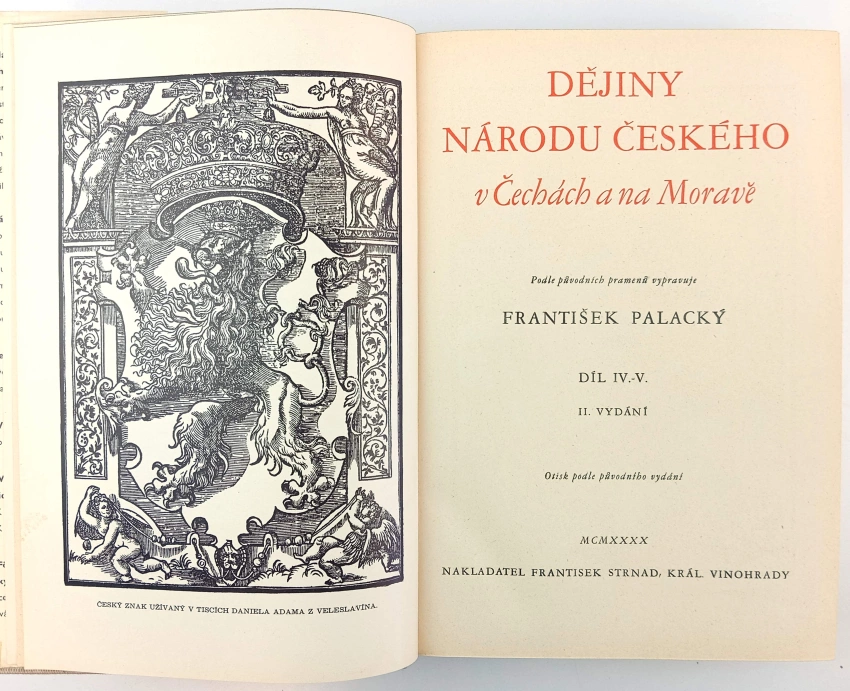 ČESKÝ ZNAK UŽÍVANÝ V TISCÍCH DANIELA ADAMA Z VELESLAVÍNA.
DĚJINY
NÁRODU ČESKÉHO
v Čechách a na Moravě
Podle původních pramenů vypravuje
FRANTIŠEK PALACKÝ
DÍL IV.-V.
II. VYDÁNÍ
Otisk podle původního vydání
MCMXXXX
NAKLADATEL FRANTISEK STRNAD, KRÁL. VINOHRADY